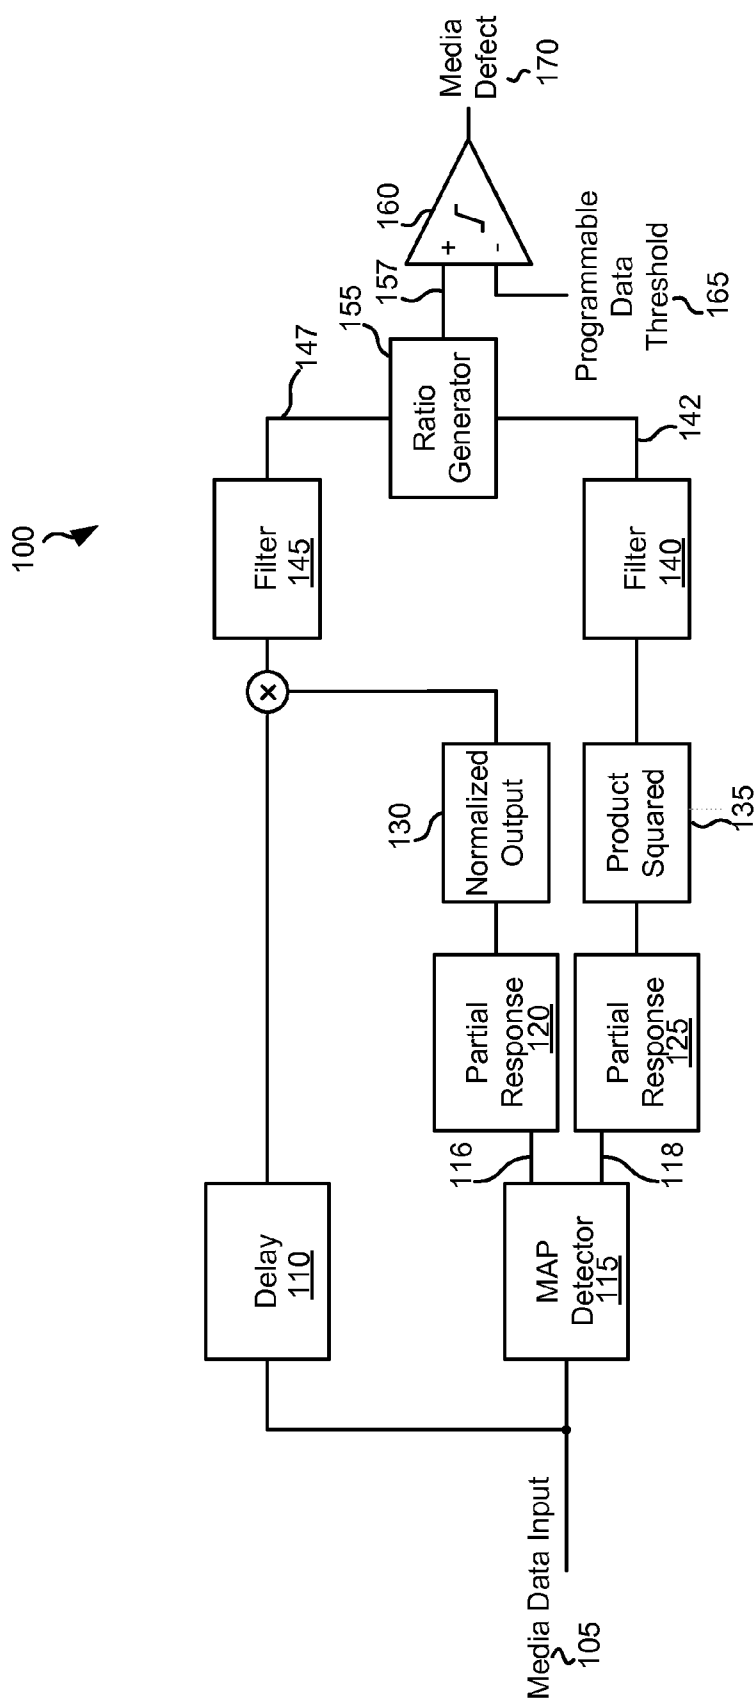 100
Media Data Input
105
Delay
110
MAP
Detector
115
116
118
Partial
Response
120
Partial
Response
125
130
Normalized
Output
Product
Squared
135
x
Filter
145
Filter
140
147
142
155
Ratio
Generator
157
160
+
-
Programmable
Data
Threshold
165
Media
Defect
170